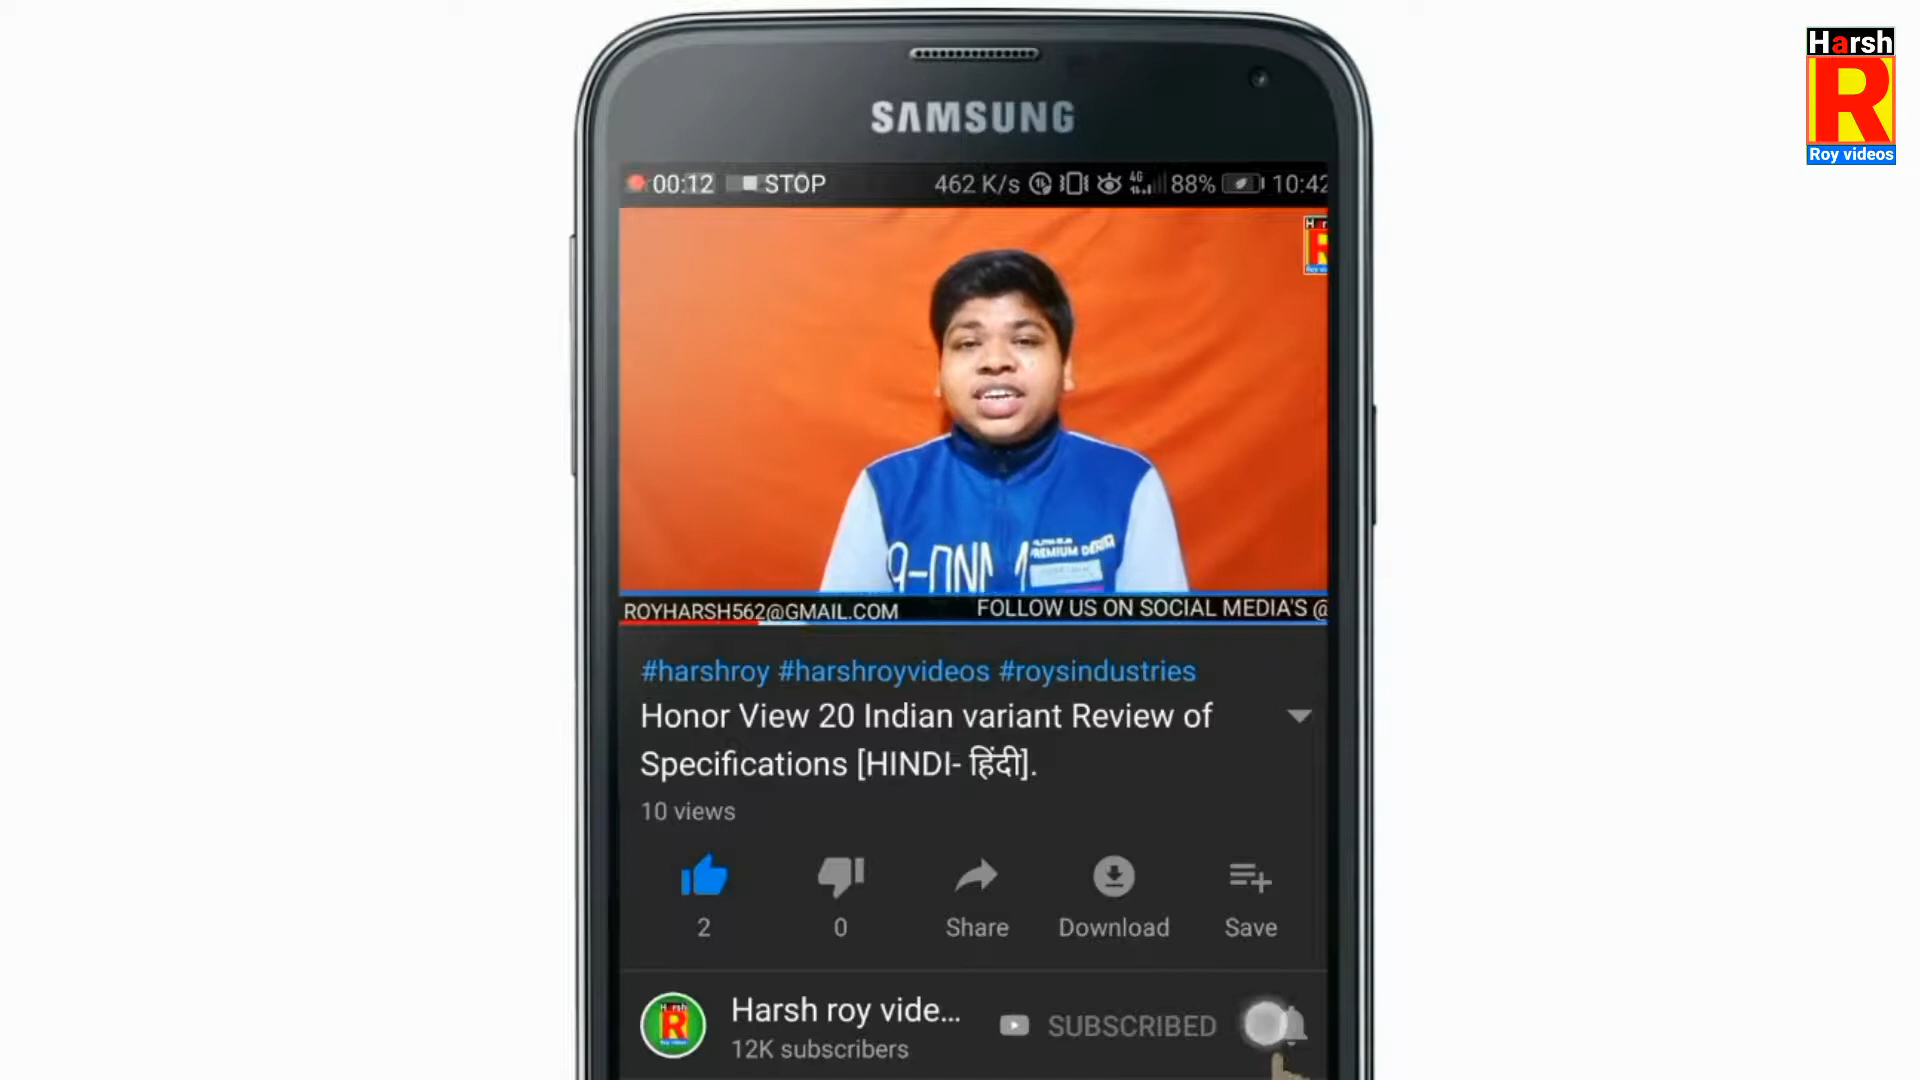 Harsh
R
Roy videos
SAMSUNG
00:12 STOP 462 K/s 4G 88% 10:42
R
PREMIUM
ROYHARSH562@GMAIL.COM FOLLOW US ON SOCIAL MEDIA'S @
#harshroy #harshroyvideos #roysindustries
Honor View 20 Indian variant Review of
Specifications [HINDI- हिंदी].
10 views
2 0 Share Download Save
R
Harsh roy vide... SUBSCRIBED
12K subscribers